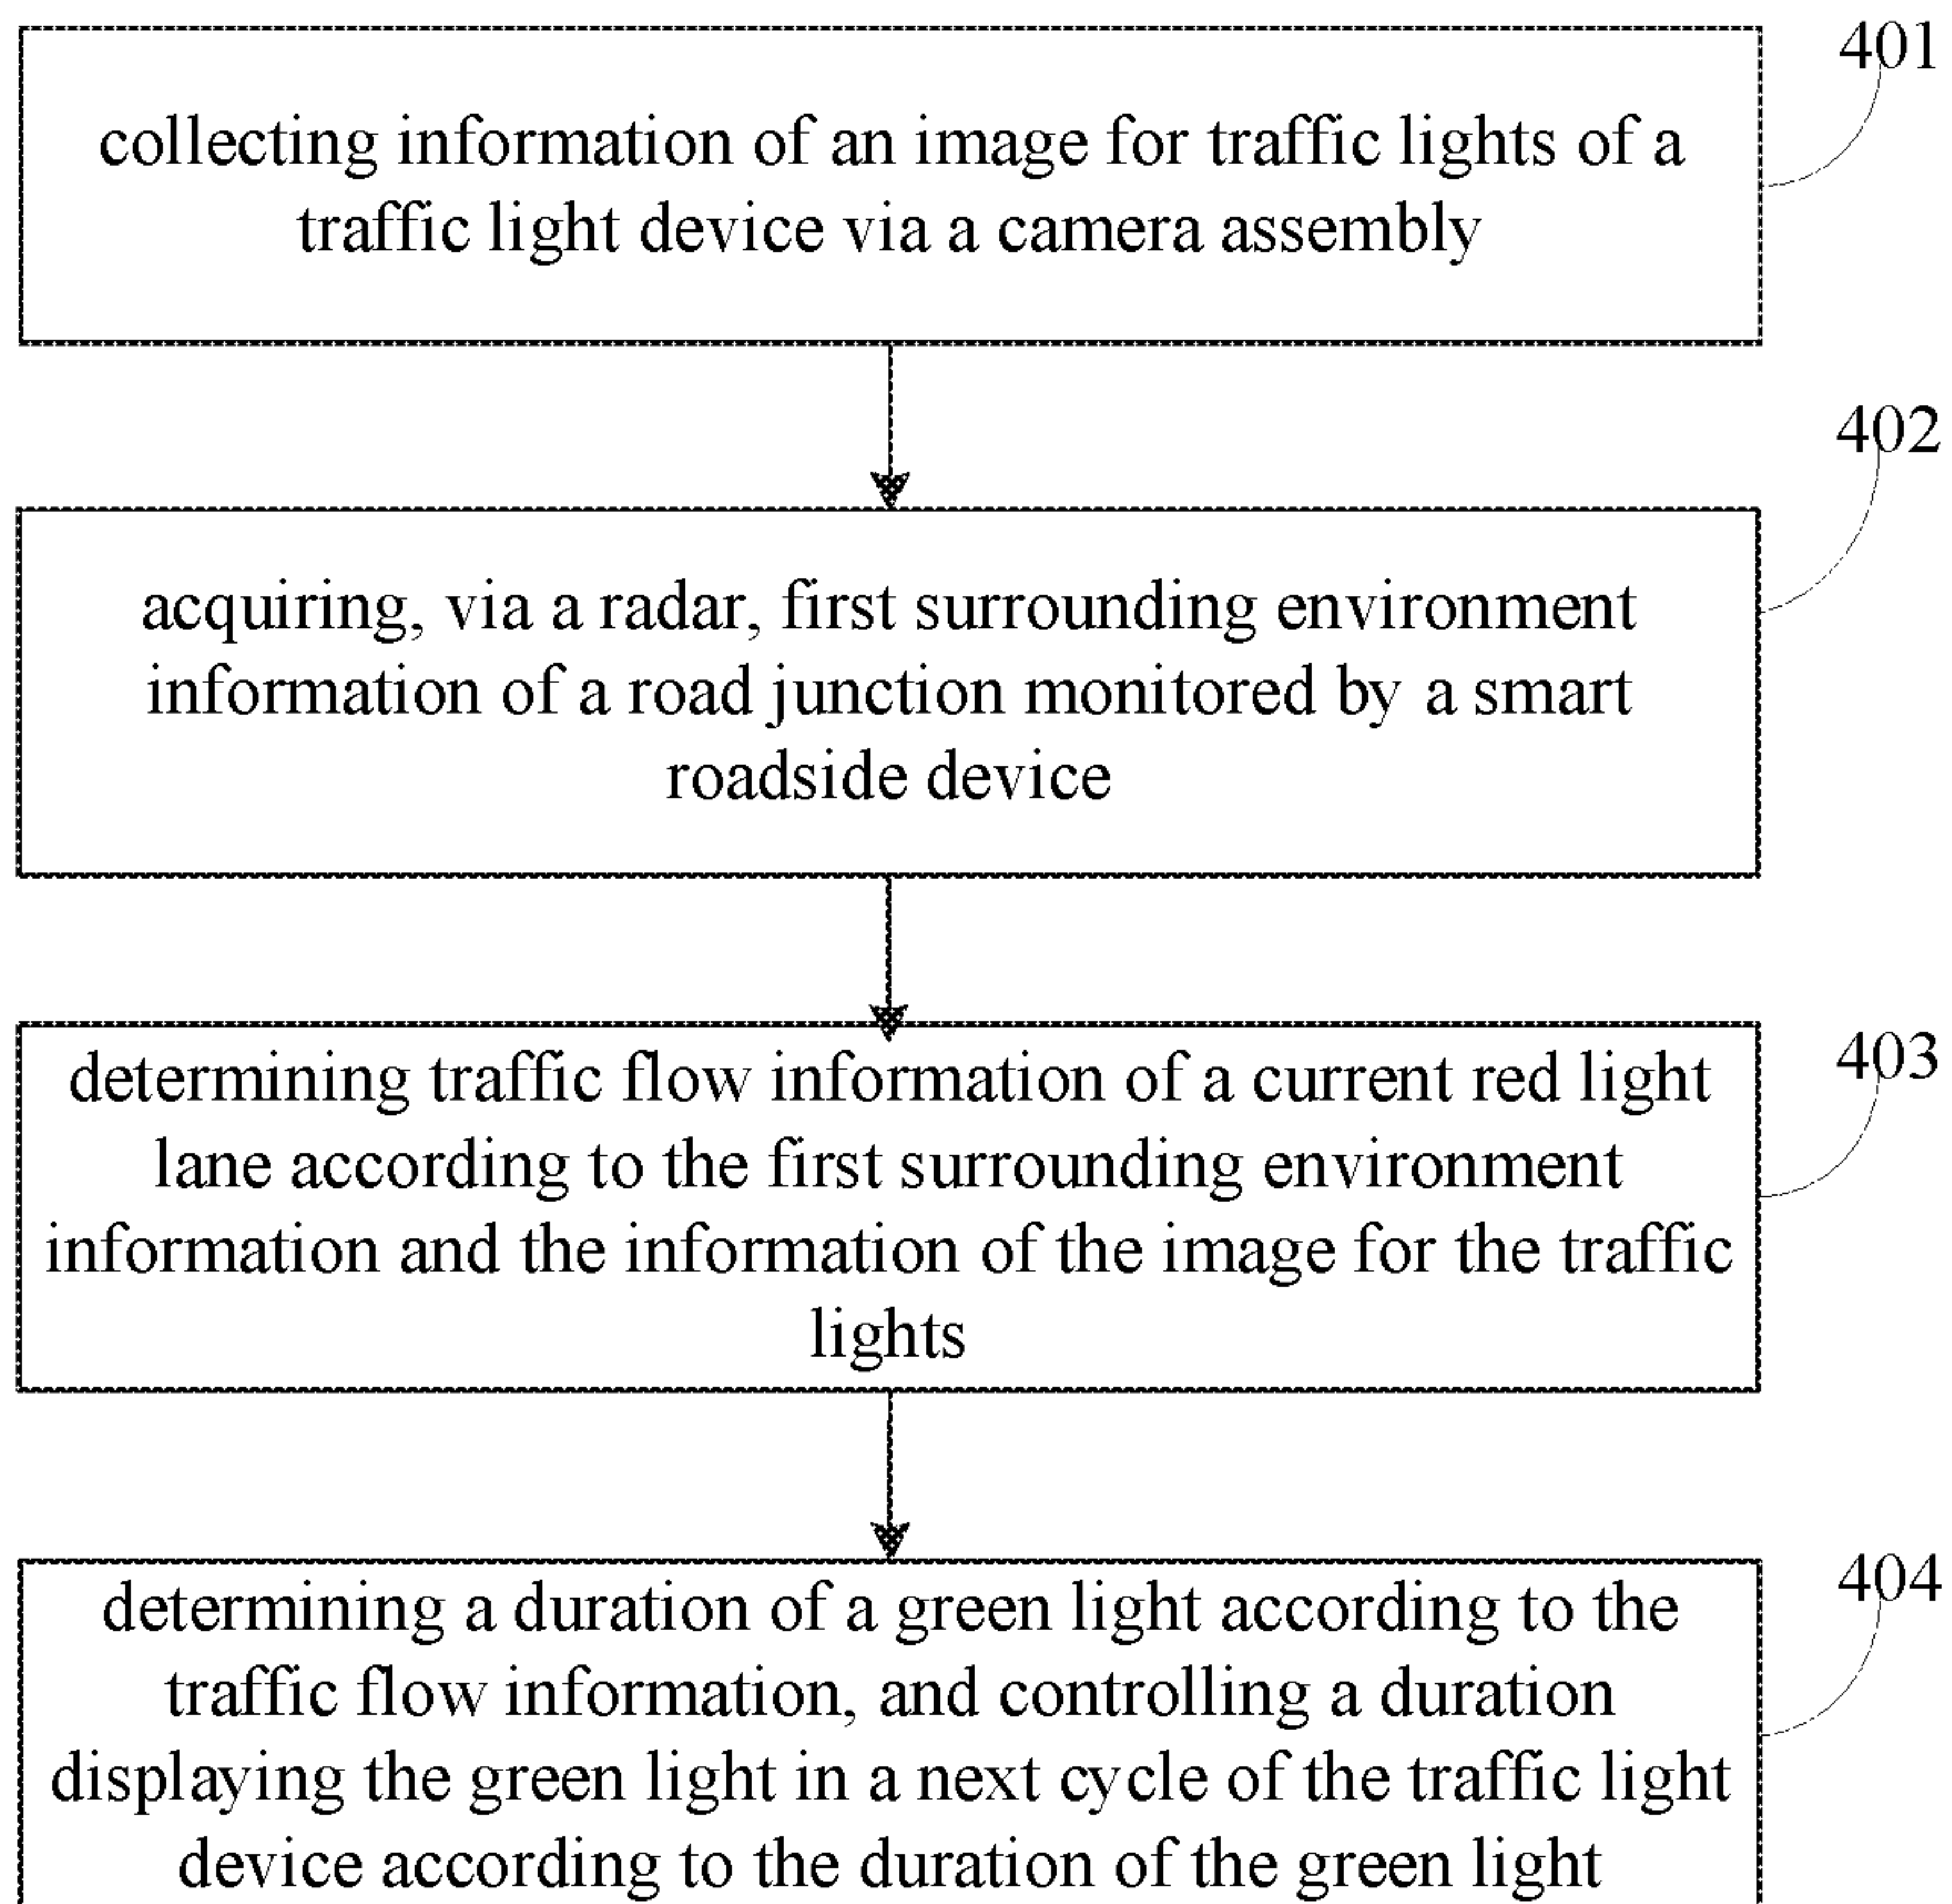 401
collecting information of an image for traffic lights of a
traffic light device via a camera assembly
402
acquiring, via a radar, first surrounding environment
information of a road junction monitored by a smart
roadside device
403
determining traffic flow information of a current red light
lane according to the first surrounding environment
information and the information of the image for the traffic
lights
404
determining a duration of a green light according to the
traffic flow information, and controlling a duration
displaying the green light in a next cycle of the traffic light
device according to the duration of the green light